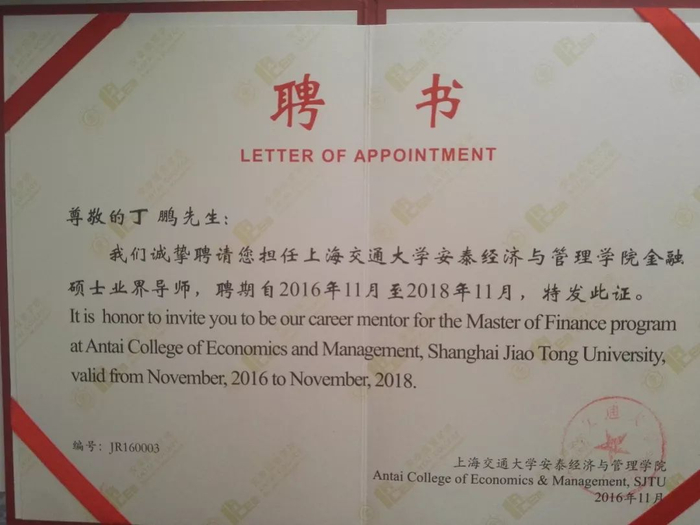 聘 书
LETTER OF APPOINTMENT
尊敬的丁 鹏先生:
我们诚挚聘请您担任上海交通大学安泰经济与管理学院金融
硕士业界导师，聘期自2016年11月至2018年11月，特发此证。
It is honor to invite you to be our career mentor for the Master of Finance program
at Antai College of Economics and Management, Shanghai Jiao Tong University,
valid from November, 2016 to November, 2018.
编号: JR160003
上海交通大学安泰经济与管理学院
Antai College of Economics & Management, SJTU
2016年11月